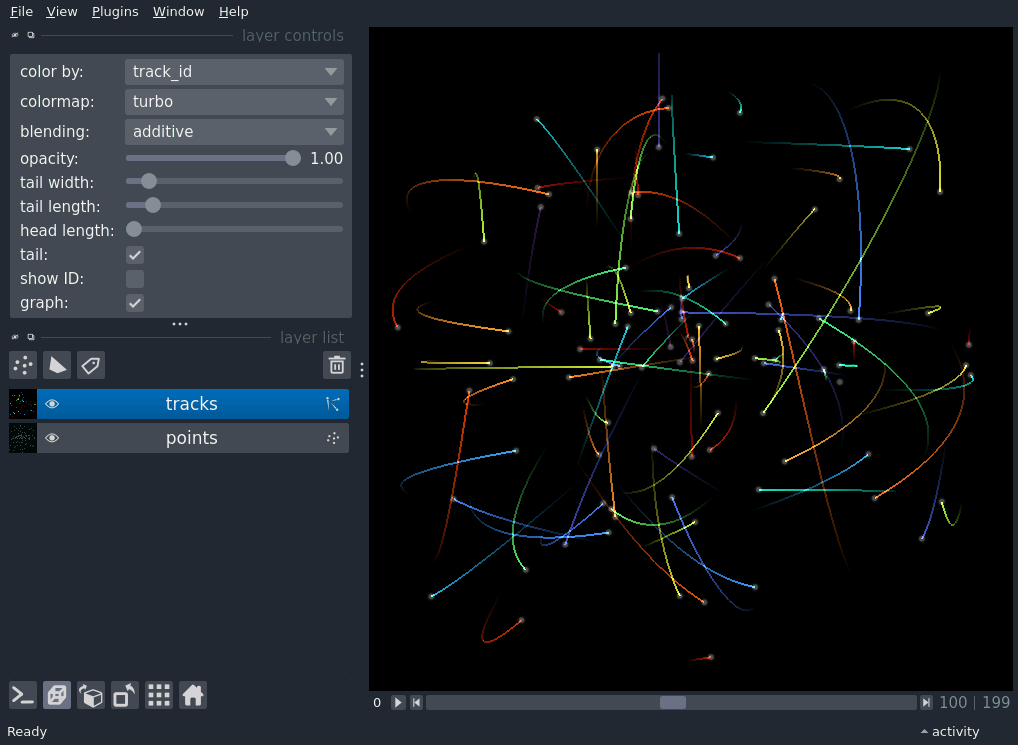 File View Plugins Window Help
layer controls
color by: track_id
colormap: turbo
blending: additive
opacity: 1.00
tail width:
tail length:
head length:
tail:
show ID:
graph:
layer list
tracks
points
0 100 | 199
Ready activity